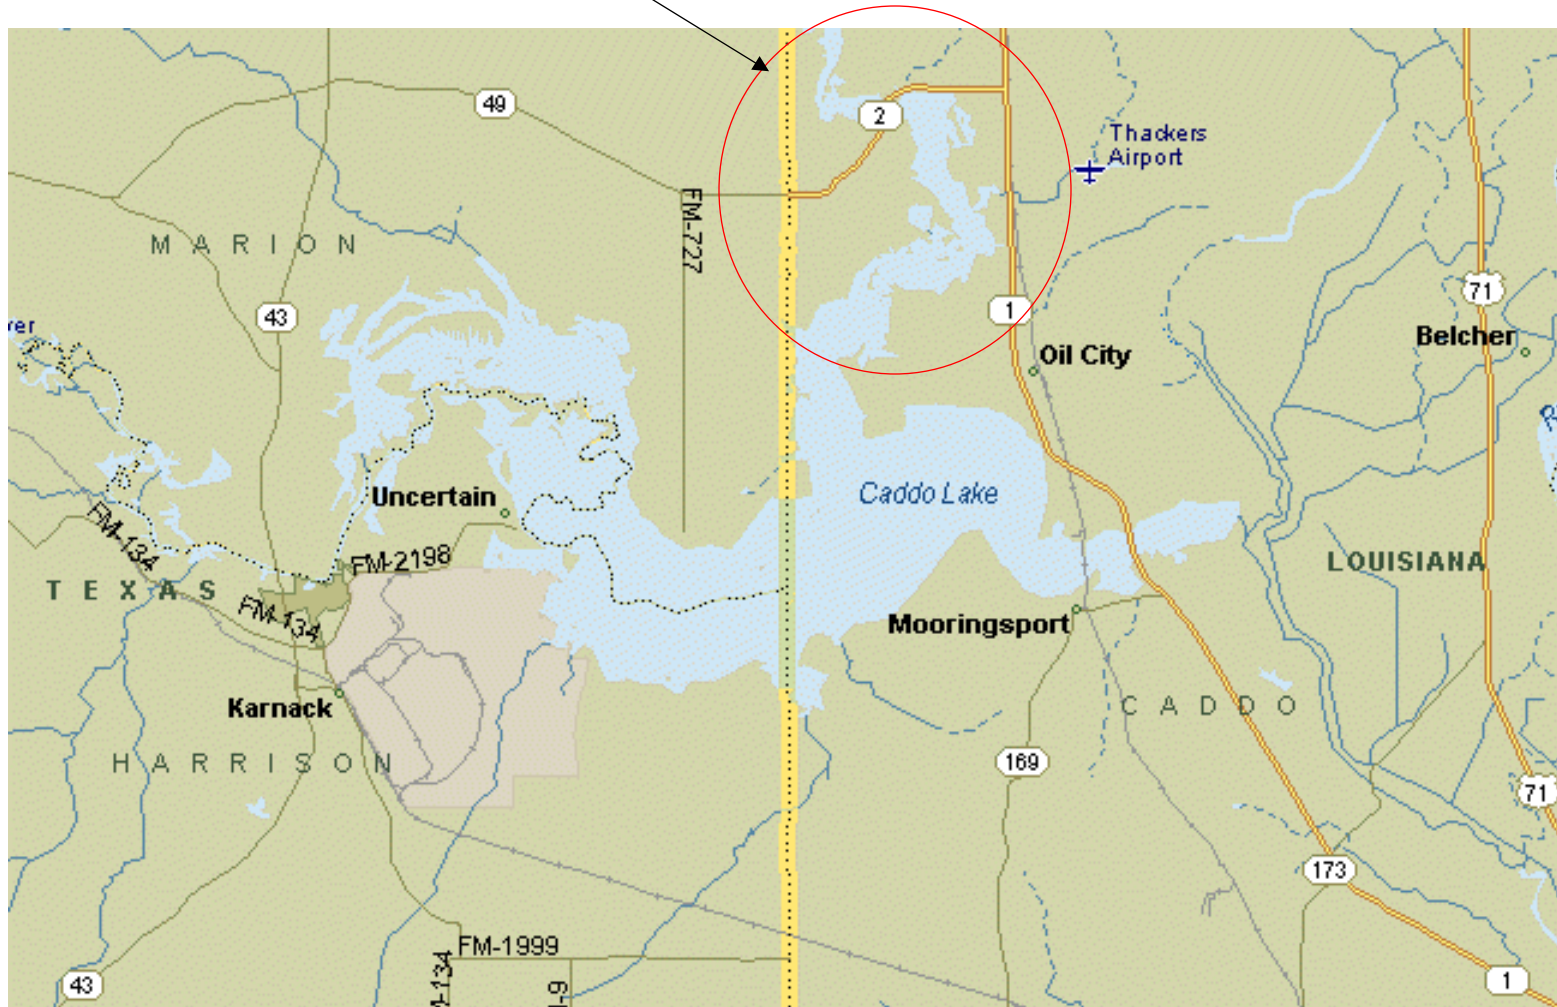 49
2
Thackers
Airport
FM-727
MARION
43
1
71
Belcher
Oil City
Uncertain
Caddo Lake
FM-134
FM-2198
TEXAS
FM-134
LOUISIANA
Mooringsport
Karnack
CADDO
HARRISON
169
71
173
FM-1999
43
1